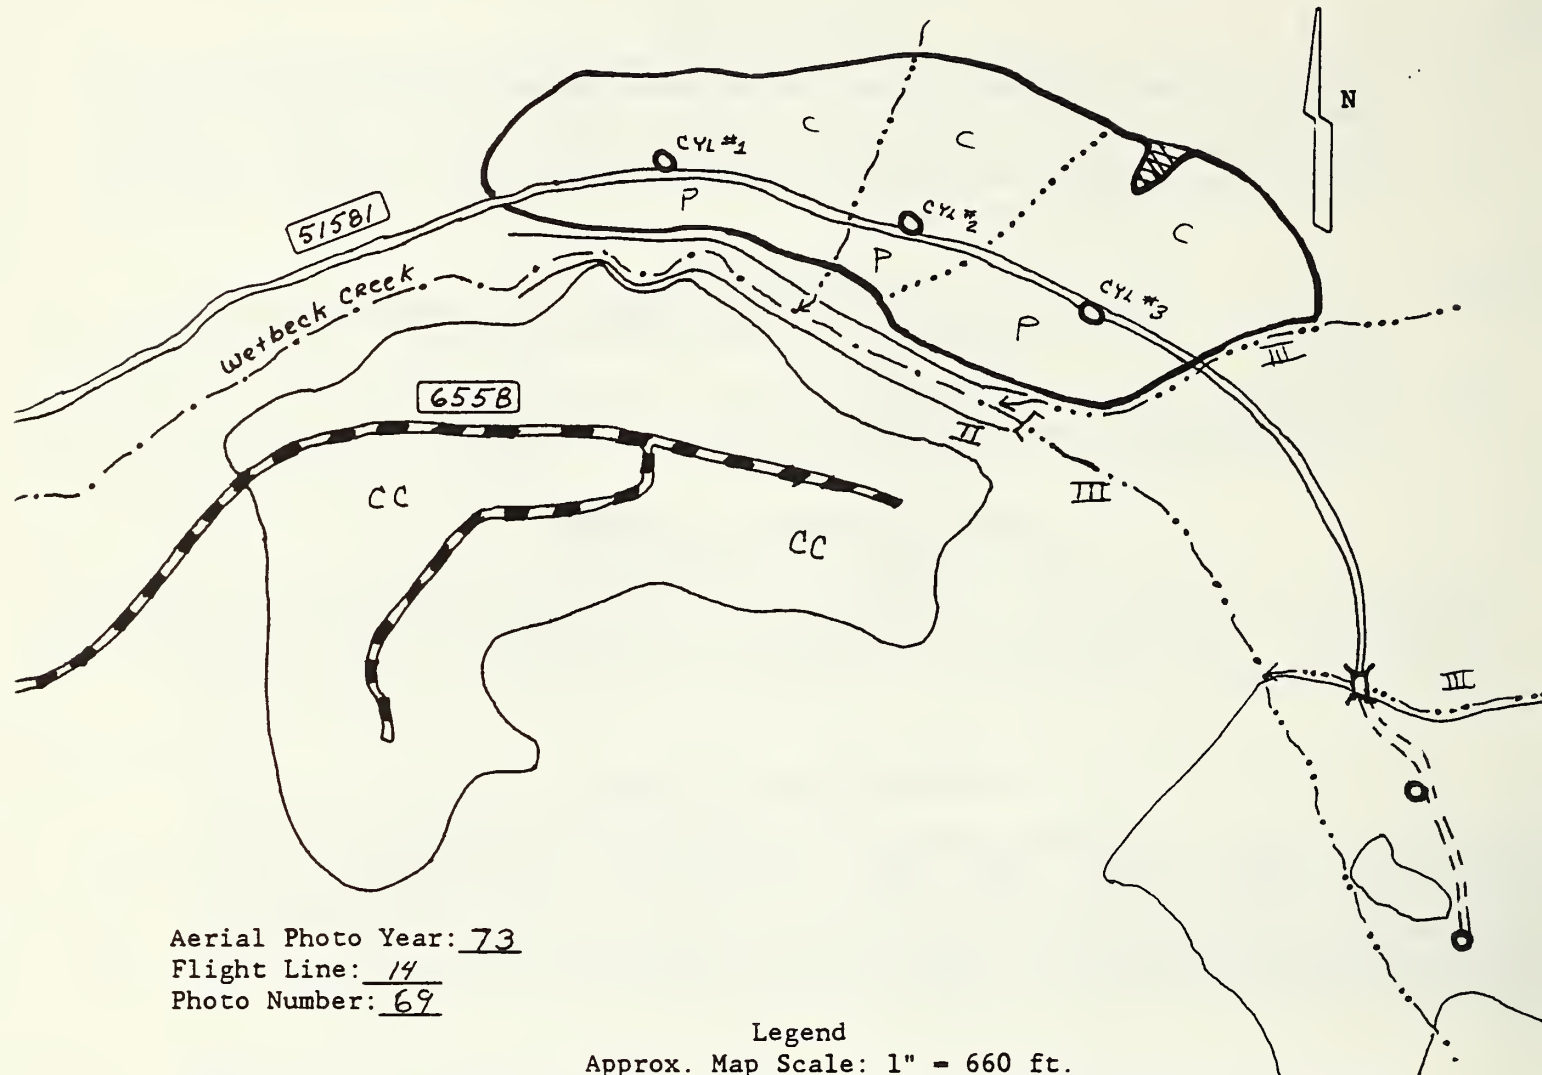 N
C
C
CYL #1
CYL #2
C
P
P
P
CYL #3
51581
Wetbeck Creek
III
6558
II
III
CC
CC
III
Aerial Photo Year: 73
Flight Line: 14
Photo Number: 69
Legend
Approx. Map Scale: 1" = 660 ft.